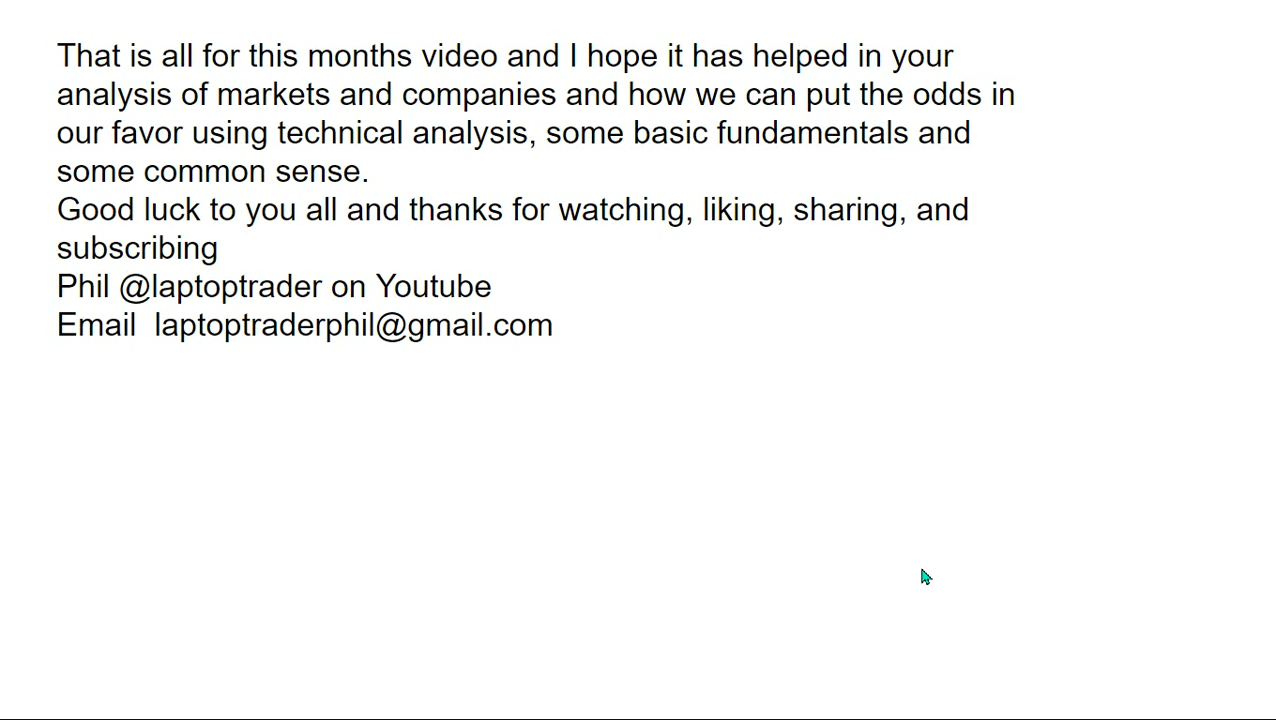 That is all for this months video and I hope it has helped in your
analysis of markets and companies and how we can put the odds in
our favor using technical analysis, some basic fundamentals and
some common sense.
Good luck to you all and thanks for watching, liking, sharing, and
subscribing
Phil @laptoptrader on Youtube
Email  laptoptraderphil@gmail.com